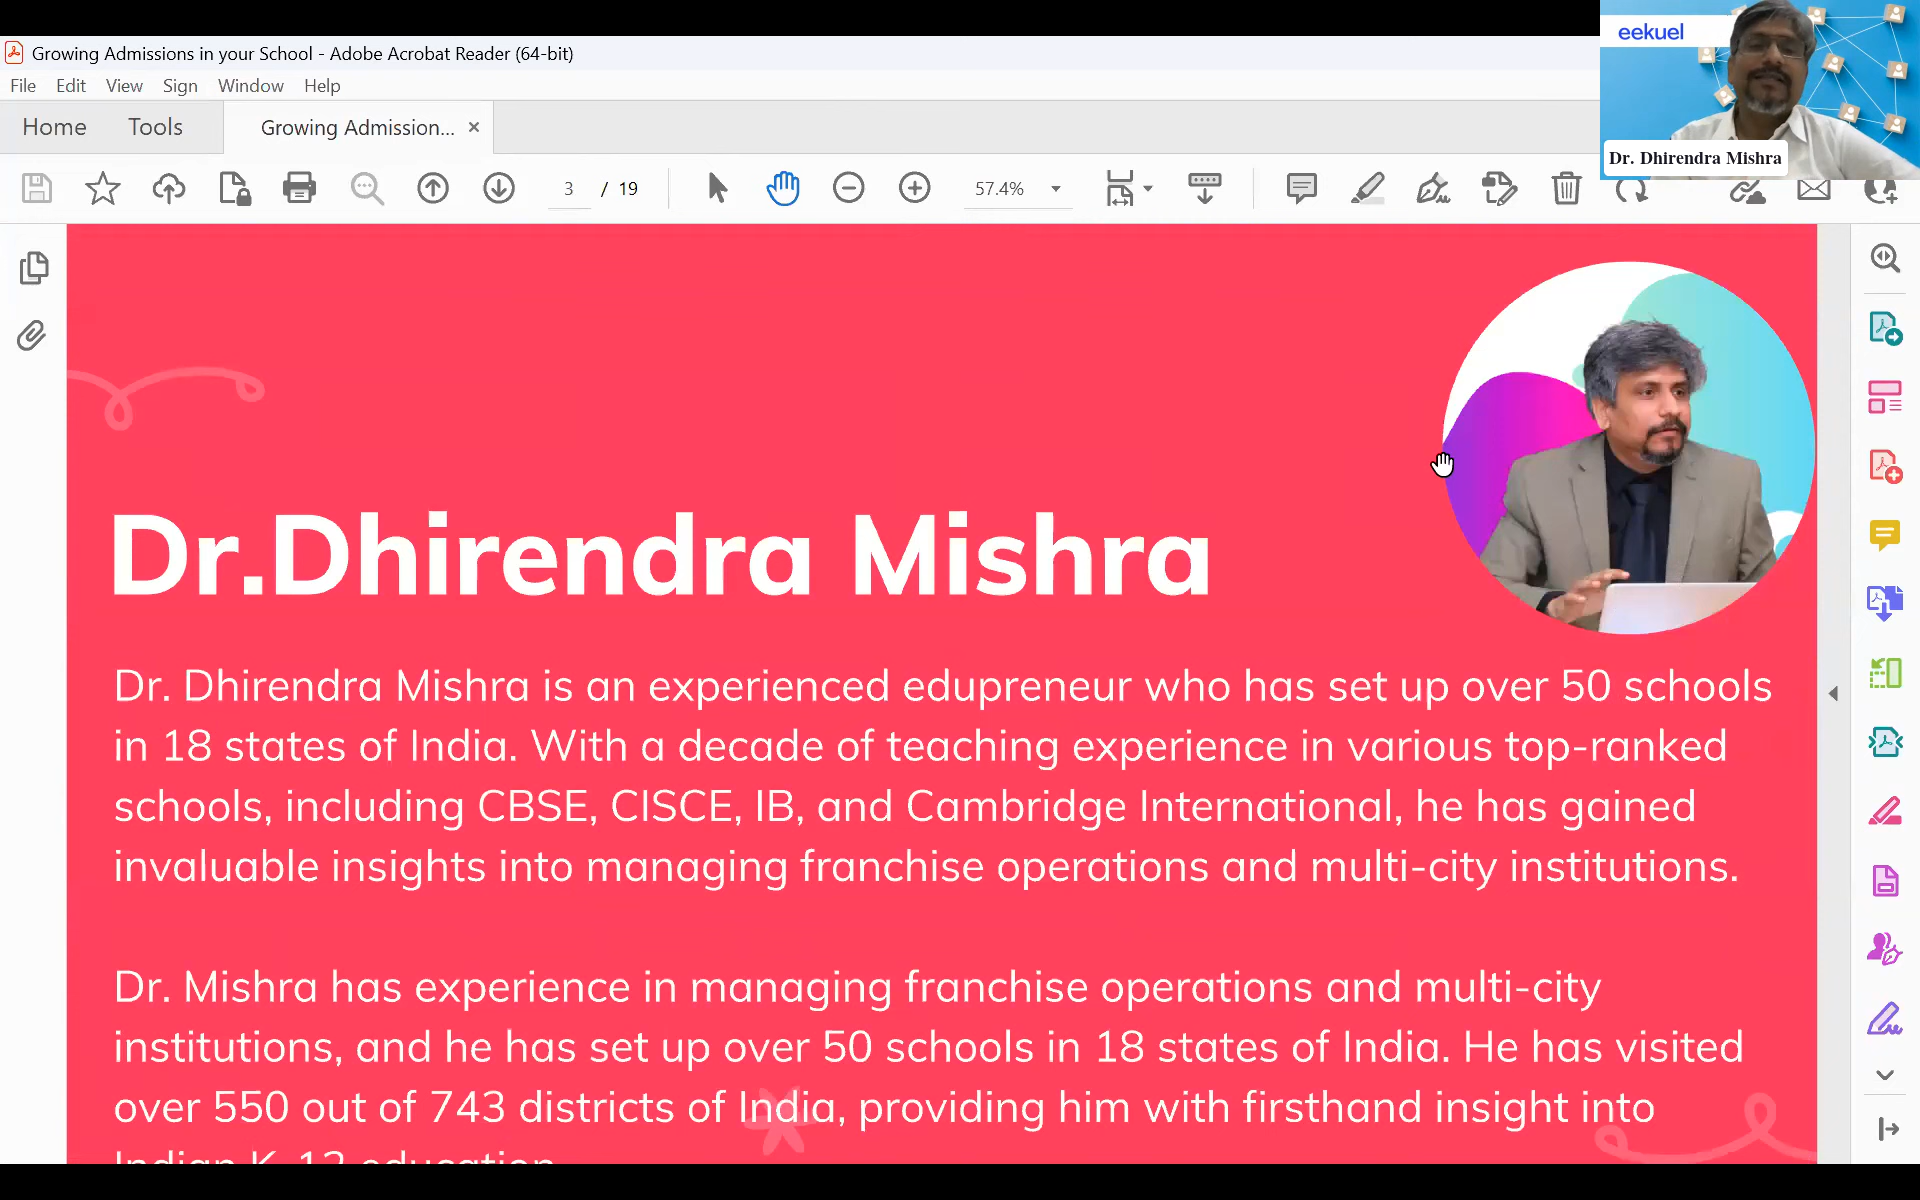 Growing Admissions in your School - Adobe Acrobat Reader (64-bit)
File Edit View Sign Window Help
Home Tools Growing Admission...
3 / 19 57.4%
eekuel
Dr. Dhirendra Mishra
Dr.Dhirendra Mishra
Dr. Dhirendra Mishra is an experienced edupreneur who has set up over 50 schools
in 18 states of India. With a decade of teaching experience in various top-ranked
schools, including CBSE, CISCE, IB, and Cambridge International, he has gained
invaluable insights into managing franchise operations and multi-city institutions.
Dr. Mishra has experience in managing franchise operations and multi-city
institutions, and he has set up over 50 schools in 18 states of India. He has visited
over 550 out of 743 districts of India, providing him with firsthand insight into
Indian K-12 education